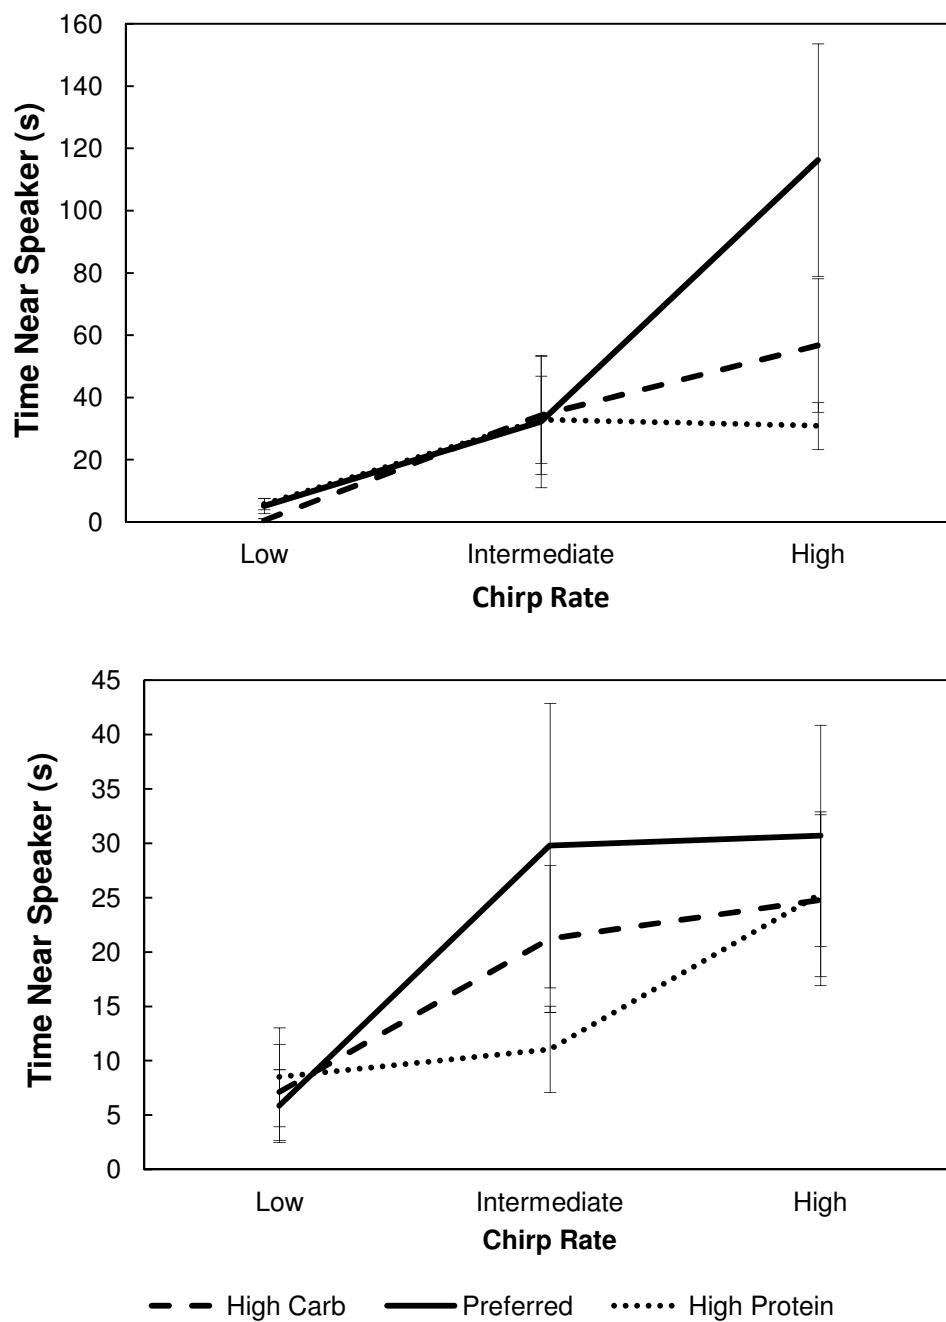 160
140
120
100
80
60
40
20
0
Time Near Speaker (s)
Low Intermediate High
Chirp Rate
45
40
35
30
25
20
15
10
5
0
Time Near Speaker (s)
Low Intermediate High
Chirp Rate
High Carb Preferred High Protein